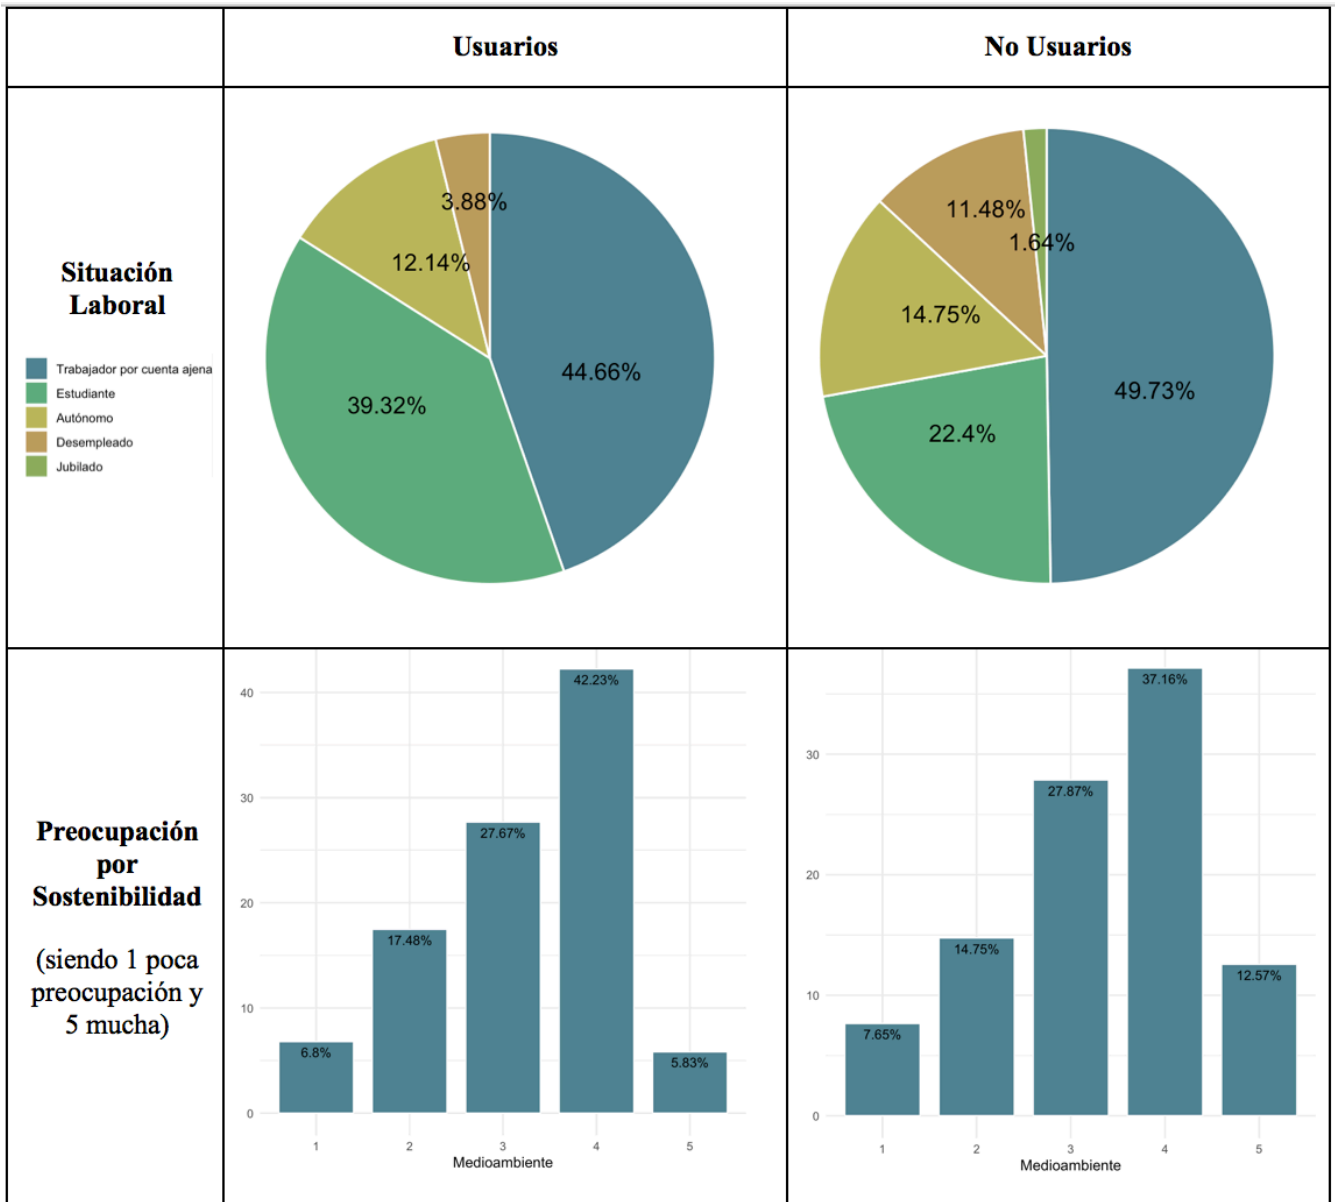 Usuarios
No Usuarios
Situación
Laboral
Trabajador por cuenta ajena
Estudiante
Autónomo
Desempleado
Jubilado
3.88%
12.14%
44.66%
39.32%
11.48%
1.64%
14.75%
49.73%
22.4%
Preocupación
por
Sostenibilidad
(siendo 1 poca
preocupación y
5 mucha)
40
30
20
10
0
42.23%
27.67%
17.48%
6.8%
5.83%
1 2 3 4 5
Medioambiente
30
20
10
0
37.16%
27.87%
14.75%
12.57%
7.65%
1 2 3 4 5
Medioambiente